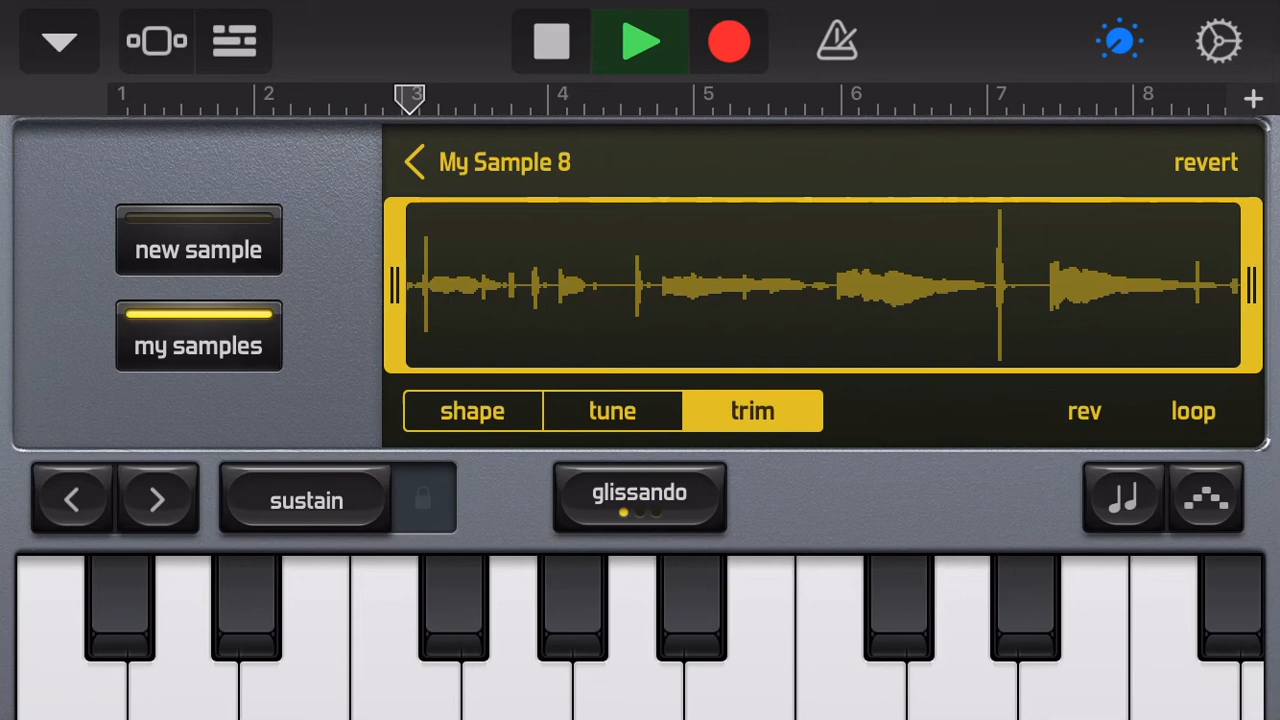 1 2 3 4 5 6 7 8
My Sample 8 revert
new sample
my samples
shape tune trim rev loop
sustain glissando